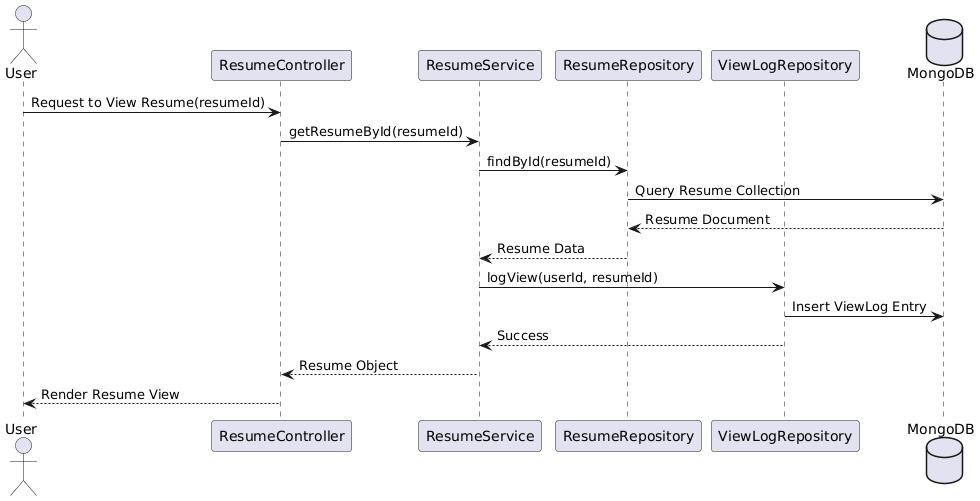 User
ResumeController
ResumeService
ResumeRepository
ViewLogRepository
MongoDB
Request to View Resume(resumeId)
getResumeById(resumeId)
findById(resumeId)
Query Resume Collection
Resume Document
Resume Data
logView(userId, resumeId)
Insert ViewLog Entry
Success
Resume Object
Render Resume View
User
ResumeController
ResumeService
ResumeRepository
ViewLogRepository
MongoDB